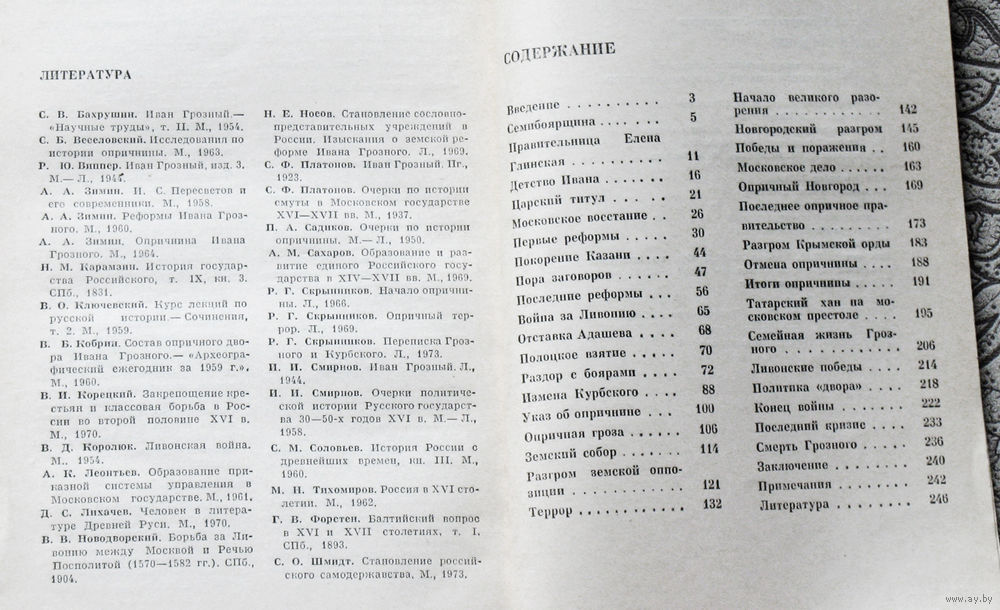 ЛИТЕРАТУРА
С. В. Бахрушин. Иван Грозный.—
«Научные труды», т. II. М., 1954.
С. Б. Веселовский. Исследования по
истории опричнины. М., 1963.
Р. Ю. Виппер. Иван Грозный, изд. 3.
М.— Л., 1944.
А. А. Зимин. И. С. Пересветов и
его современники. М., 1958.
А. А. Зимин. Реформы Ивана Гроз-
ного. М., 1960.
А. А. Зимин. Опричнина Ивана
Грозного. М., 1964.
Н. М. Карамзин. История государ-
ства Российского, т. IX, кн. 3.
СПб., 1831.
В. О. Ключевский. Курс лекций по
русской истории.— Сочинения,
т. 2. М., 1959.
В. Б. Кобрин. Состав опричного дво-
ра Ивана Грозного.— «Археогра-
фический ежегодник за 1959 г.».
М., 1960.
В. И. Корецкий. Закрепощение кре-
стьян и классовая борьба в Рос-
сии во второй половине XVI в.
М., 1970.
В. Д. Королюк. Ливонская война.
М.. 1954.
А. К. Леонтьев. Образование при-
казной системы управления в
Московском государстве. М., 1961.
Д. С. Лихачев. Человек в литера-
туре Древней Руси. М., 1970.
В. В. Новодворский. Борьба за Ли-
вонию между Москвой и Речью
Посполитой (1570—1582 гг.). СПб.,
1904.
Н. Е. Носов. Становление сословно-
представительных учреждений в
России. Изыскания о земской ре-
форме Ивана Грозного. Л., 1969.
С. Ф. Платонов. Иван Грозный. Пг.,
1923.
С. Ф. Платонов. Очерки по истории
смуты в Московском государстве
XVI—XVII вв. М., 1937.
П. А. Садиков. Очерки по истории
опричнины. М.— Л., 1950.
А. М. Сахаров. Образование и раз-
витие единого Российского госу-
дарства в XIV—XVII вв. М., 1969.
Р. Г. Скрынников. Начало опрични-
ны. Л., 1966.
Р. Г. Скрынников. Опричный тер-
рор. Л., 1969.
Р. Г. Скрынников. Переписка Гроз-
ного и Курбского. Л., 1973.
И. И. Смирнов. Иван Грозный. Л.,
1944.
И. И. Смирнов. Очерки политиче-
ской истории Русского государст-
ва 30—50-х годов XVI в. М.— Л.,
1958.
С. М. Соловьев. История России с
древнейших времен, кн. III. М.,
1960.
М. Н. Тихомиров. Россия в XVI сто-
летии. М., 1962.
Г. В. Форстен. Балтийский вопрос
в XVI и XVII столетиях, т. I,
СПб., 1893.
С. О. Шмидт. Становление россий-
ского самодержавства. М., 1973.
СОДЕРЖАНИЕ
Введение . . . . . . . . . . 3
Семибоярщина . . . . . . 5
Правительница Елена
Глинская . . . . . . . . . 11
Детство Ивана . . . . . . 16
Царский титул . . . . . 21
Московское восстание . . 26
Первые реформы . . . . . 30
Покорение Казани . . . . 44
Пора заговоров . . . . . 47
Последние реформы . . . 56
Война за Ливонию . . . . 65
Отставка Адашева . . . . 68
Полоцкое взятие . . . . . 70
Раздор с боярами . . . . 72
Измена Курбского . . . . 88
Указ об опричнине . . . . 100
Опричная гроза . . . . . 106
Земский собор . . . . . . 114
Разгром земской оппо-
зиции . . . . . . . . . . 121
Террор . . . . . . . . . . . 132
Начало великого разо-
рения . . . . . . . . . . 142
Новгородский разгром 145
Победы и поражения . . 160
Московское дело . . . . . 163
Опричный Новгород . . . 169
Последнее опричное пра-
вительство . . . . . . . 173
Разгром Крымской орды 183
Отмена опричнины . . . 188
Итоги опричнины . . . . 191
Татарский хан на мо-
сковском престоле . . . 195
Семейная жизнь Гроз-
ного . . . . . . . . . . . 206
Ливонские победы . . . . 214
Политика «двора» . . . . 218
Конец войны . . . . . . . 222
Последний кризис . . . . 233
Смерть Грозного . . . . . 236
Заключение . . . . . . . . 240
Примечания . . . . . . . . 242
Литература . . . . . . . . 246
www.ay.by